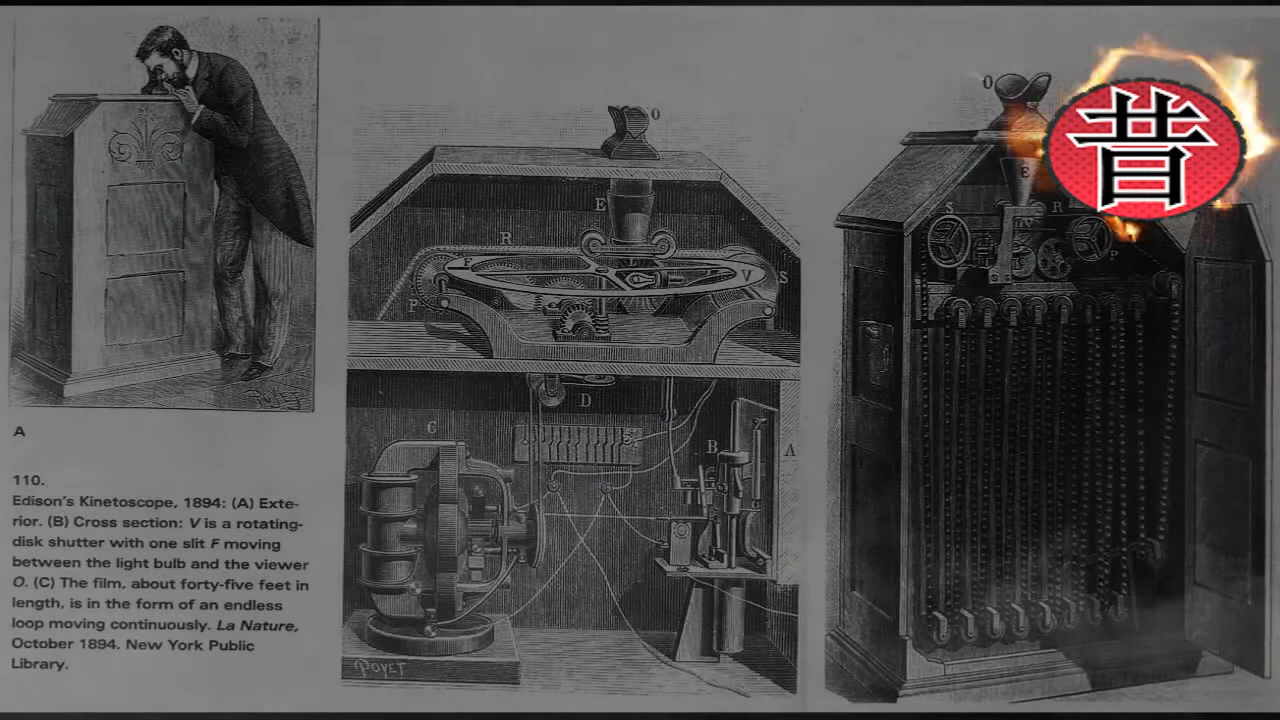 A
110.
Edison's Kinetoscope, 1894: (A) Exte-
rior. (B) Cross section: V is a rotating-
disk shutter with one slit F moving
between the light bulb and the viewer
O. (C) The film, about forty-five feet in
length, is in the form of an endless
loop moving continuously. La Nature,
October 1894. New York Public
Library.
POYET
O
E
R
F
L
V
S
P
D
C
B
A
POYET
O
E
S
R
V
P
昔